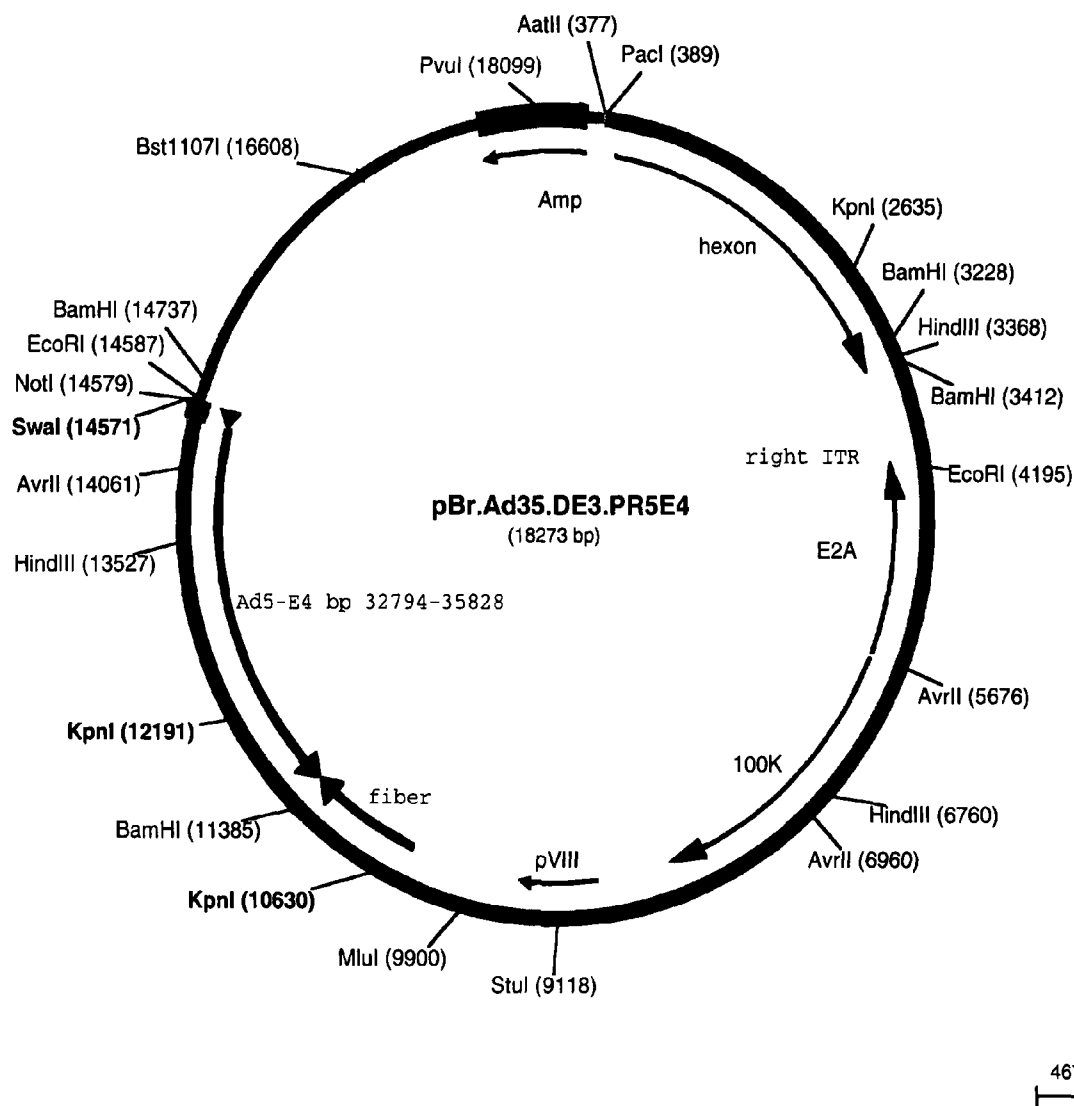 AatII (377)
PacI (389)
PvuI (18099)
Bst1107I (16608)
Amp
hexon
KpnI (2635)
BamHI (3228)
HindIII (3368)
BamHI (3412)
BamHI (14737)
EcoRI (14587)
NotI (14579)
SwaI (14571)
AvrII (14061)
HindIII (13527)
right ITR
EcoRI (4195)
pBr.Ad35.DE3.PR5E4
(18273 bp)
E2A
Ad5-E4 bp 32794-35828
AvrII (5676)
KpnI (12191)
100K
fiber
HindIII (6760)
BamHI (11385)
AvrII (6960)
pVIII
KpnI (10630)
MluI (9900)
StuI (9118)